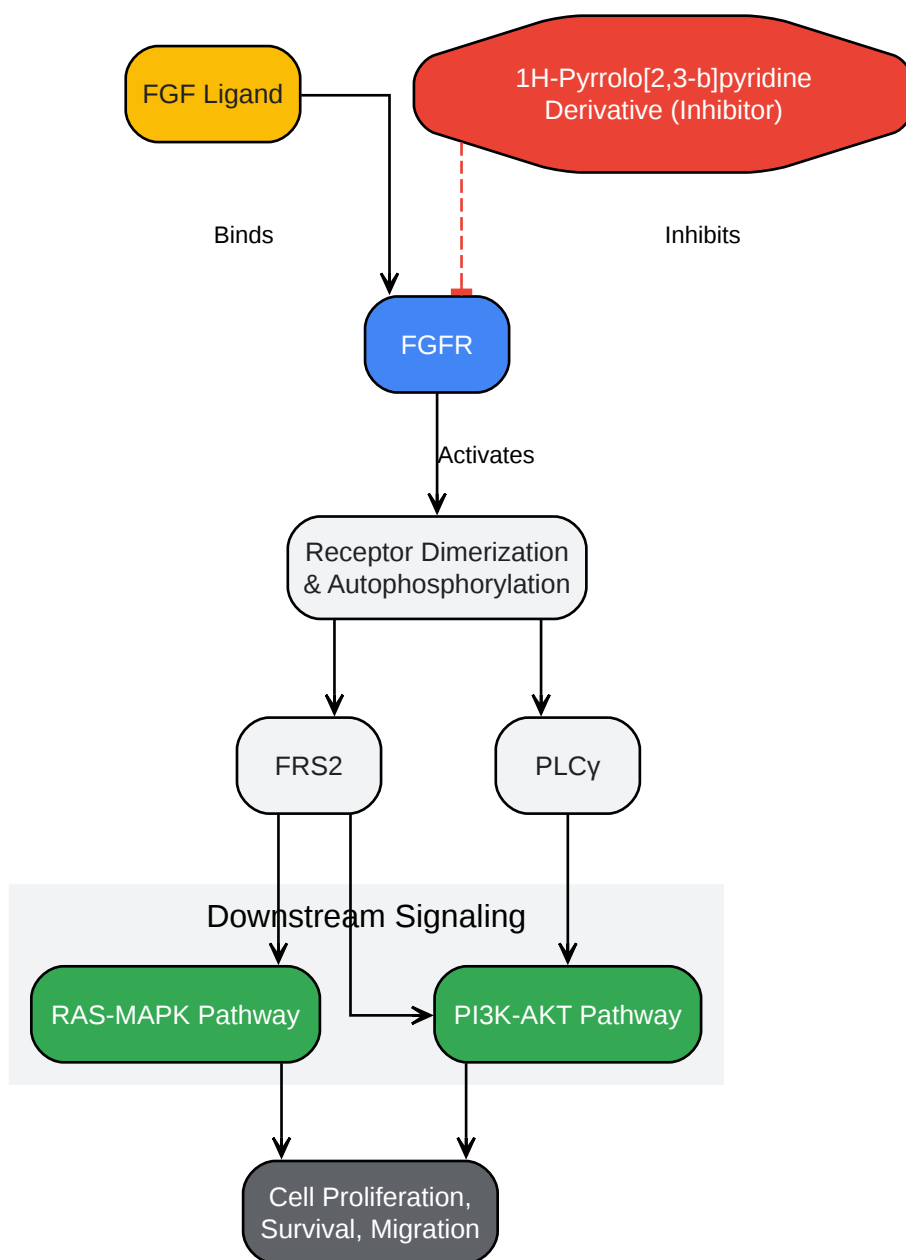 FGF Ligand
1H-Pyrrolo[2,3-b]pyridine
Derivative (Inhibitor)
Binds
Inhibits
FGFR
Activates
Receptor Dimerization
& Autophosphorylation
FRS2
PLCγ
Downstream Signaling
RAS-MAPK Pathway
PI3K-AKT Pathway
Cell Proliferation,
Survival, Migration